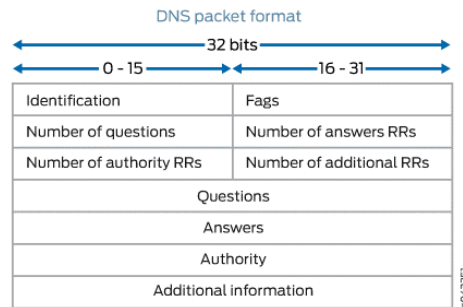 DNS packet format
32 bits
0 - 15 16 - 31
Identification Fags
Number of questions Number of answers RRs
Number of authority RRs Number of additional RRs
Questions
Answers
Authority
Additional information